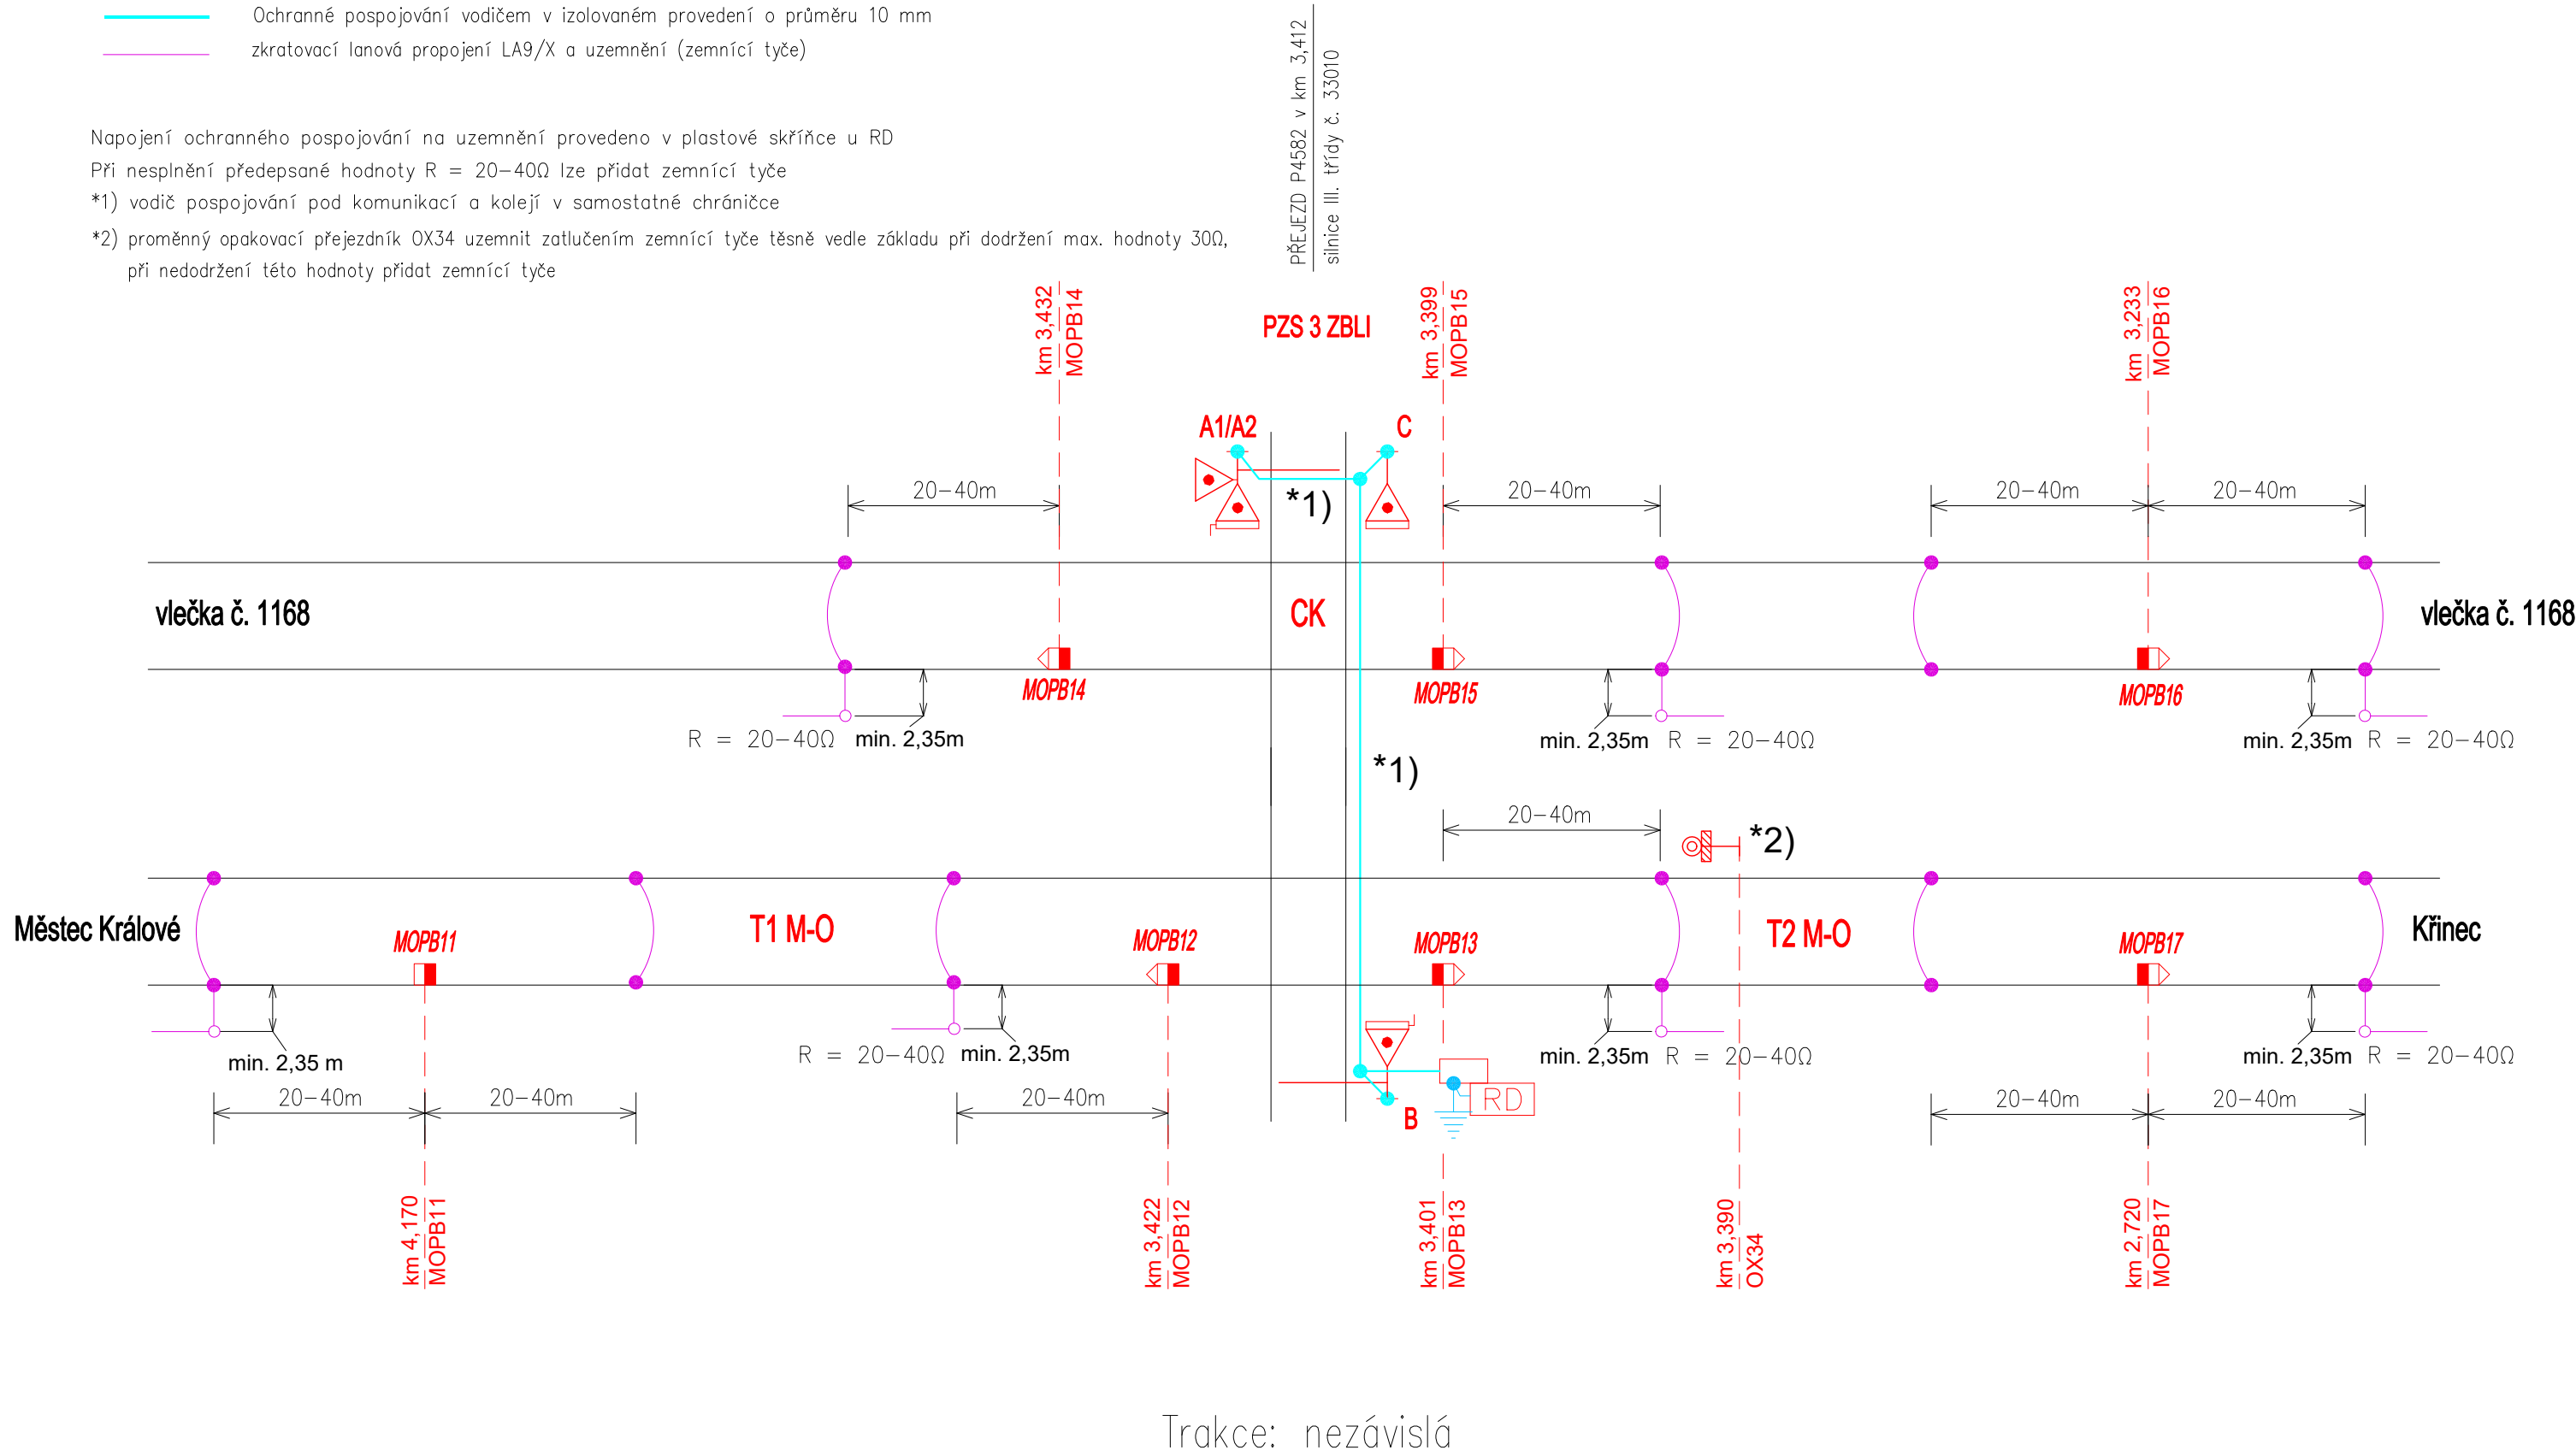 Ochranné pospojování vodičem v izolovaném provedení o průměru 10 mm
zkratovací lanová propojení LA9/X a uzemnění (zemnící tyče)
Napojení ochranného pospojování na uzemnění provedeno v plastové skříňce u RD
Při nesplnění předepsané hodnoty R = 20-40Ω lze přidat zemnící tyče
*1) vodič pospojování pod komunikací a kolejí v samostatné chráničce
*2) proměnný opakovací přejezdník OX34 uzemnit zatlučením zemnící tyče těsně vedle základu při dodržení max. hodnoty 30Ω,
při nedodržení této hodnoty přidat zemnící tyče
PŘEJEZD P4582 v km 3,412
silnice III. třídy č. 33010
km 3,432
MOPB14
PZS 3 ZBLI
km 3,399
MOPB15
km 3,233
MOPB16
A1/A2
C
20-40m
*1)
20-40m
20-40m
20-40m
vlečka č. 1168
CK
vlečka č. 1168
MOPB14
MOPB15
MOPB16
R = 20-40Ω
min. 2,35m
min. 2,35m
R = 20-40Ω
min. 2,35m
R = 20-40Ω
*1)
20-40m
*2)
Městec Králové
MOPB11
T1 M-O
MOPB12
MOPB13
T2 M-O
MOPB17
Křinec
min. 2,35 m
R = 20-40Ω
min. 2,35m
min. 2,35m
R = 20-40Ω
min. 2,35m
R = 20-40Ω
20-40m
20-40m
20-40m
B
RD
20-40m
20-40m
km 4,170
MOPB11
km 3,422
MOPB12
km 3,401
MOPB13
km 3,390
OX34
km 2,720
MOPB17
Trakce: nezávislá